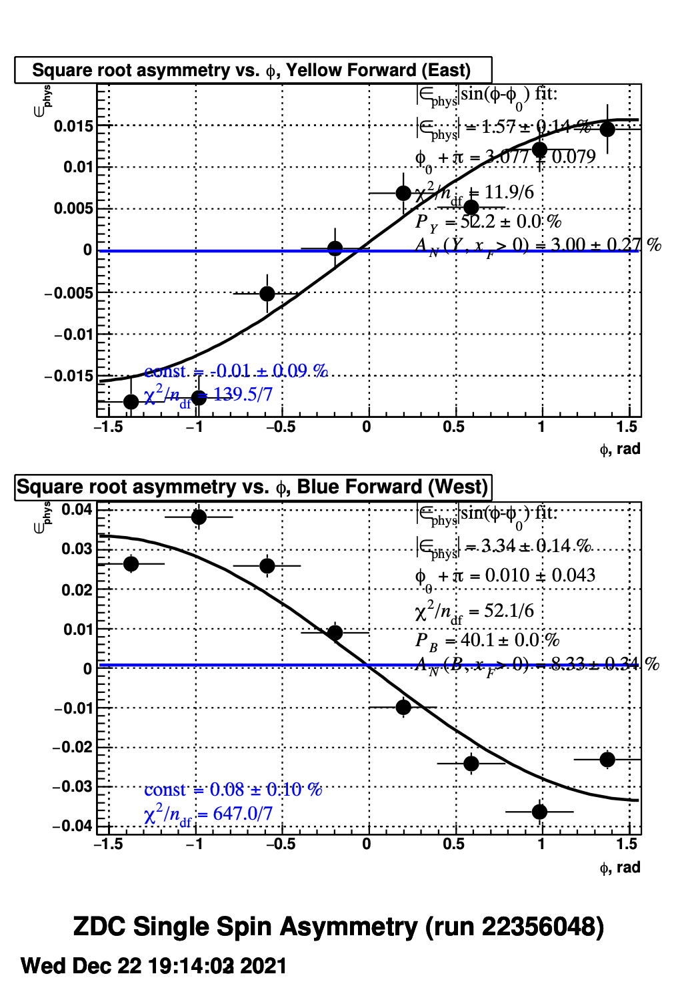 Square root asymmetry vs. ϕ, Yellow Forward (East)
∈phys
|∈phys|sin(ϕ-ϕ0) fit:
|∈phys| = 1.57 ± 0.14 %
ϕ0 + π = 3.077 ± 0.079
χ2/ndf = 11.9/6
PY = 52.2 ± 0.0 %
AN(Y, xF > 0) = 3.00 ± 0.27 %
0.015
0.01
0.005
0
−0.005
−0.01
−0.015
const = -0.01 ± 0.09 %
χ2/ndf = 139.5/7
−1.5 −1 −0.5 0 0.5 1 1.5
ϕ, rad
Square root asymmetry vs. ϕ, Blue Forward (West)
∈phys
|∈phys|sin(ϕ-ϕ0) fit:
|∈phys| = 3.34 ± 0.14 %
ϕ0 + π = 0.010 ± 0.043
χ2/ndf = 52.1/6
PB = 40.1 ± 0.0 %
AN(B, xF > 0) = 8.33 ± 0.34 %
0.04
0.03
0.02
0.01
0
−0.01
−0.02
−0.03
−0.04
const = 0.08 ± 0.10 %
χ2/ndf = 647.0/7
−1.5 −1 −0.5 0 0.5 1 1.5
ϕ, rad
ZDC Single Spin Asymmetry (run 22356048)
Wed Dec 22 2021